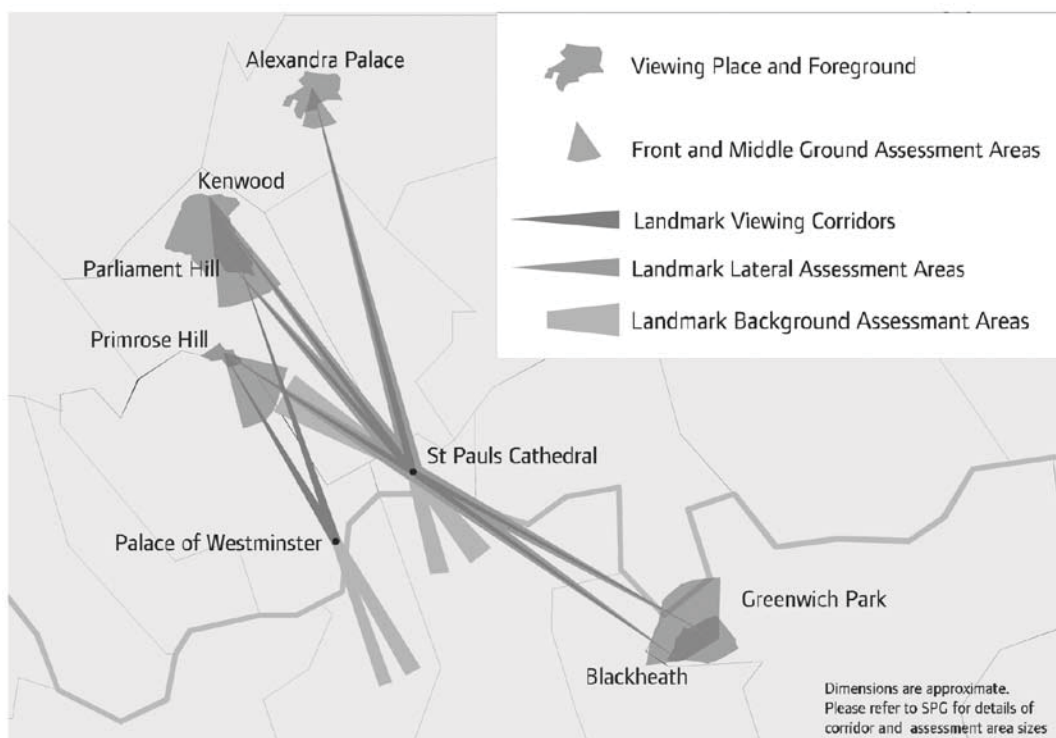 Alexandra Palace
Viewing Place and Foreground
Front and Middle Ground Assessment Areas
Kenwood
Landmark Viewing Corridors
Parliament Hill
Landmark Lateral Assessment Areas
Landmark Background Assessmant Areas
Primrose Hill
St Pauls Cathedral
Palace of Westminster
Greenwich Park
Blackheath
Dimensions are approximate.
Please refer to SPG for details of
corridor and assessment area sizes